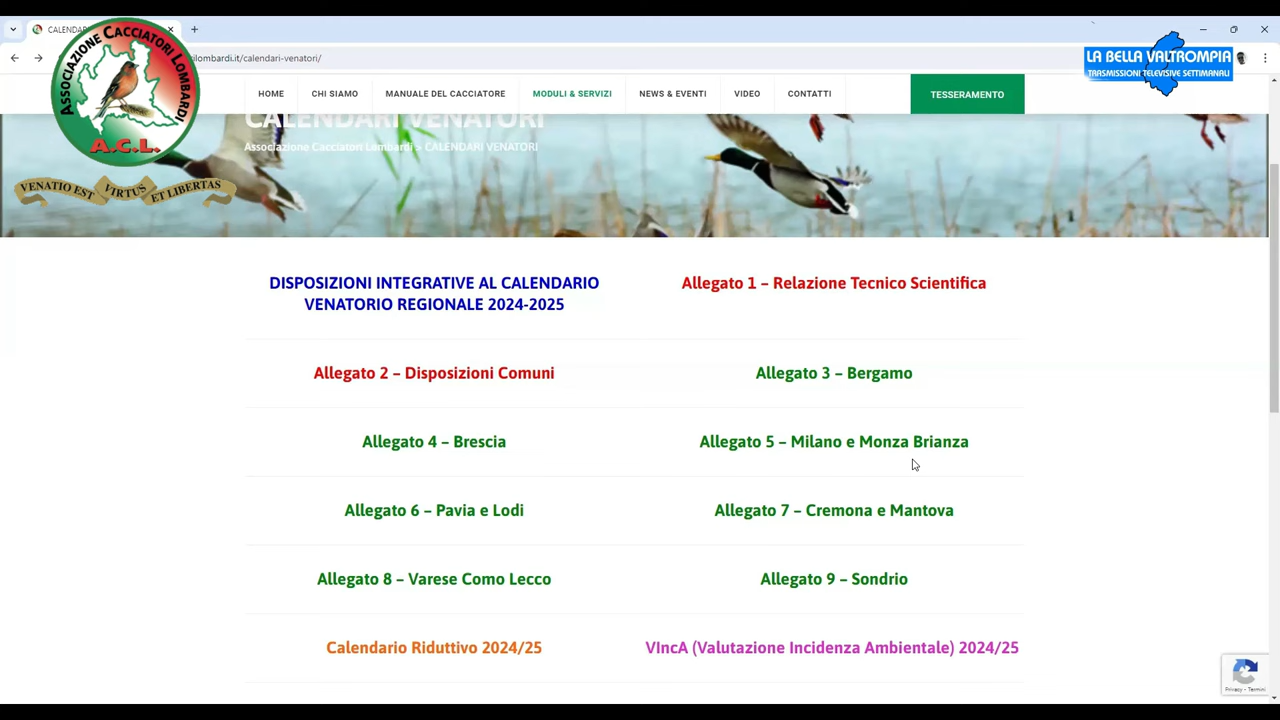 CALENDARI
ilombardi.it/calendari-venatori/
ASSOCIAZIONE CACCIATORI LOMBARDI
A.C.L.
VENATIO EST VIRTUS ET LIBERTAS
LA BELLA VALTROMPIA
TRASMISSIONI TELEVISIVE SETTIMANALI
HOME CHI SIAMO MANUALE DEL CACCIATORE MODULI & SERVIZI NEWS & EVENTI VIDEO CONTATTI TESSERAMENTO
CALENDARI VENATORI
Associazione Cacciatori Lombardi > CALENDARI VENATORI
DISPOSIZIONI INTEGRATIVE AL CALENDARIO
VENATORIO REGIONALE 2024-2025
Allegato 1 – Relazione Tecnico Scientifica
Allegato 2 – Disposizioni Comuni
Allegato 3 – Bergamo
Allegato 4 – Brescia
Allegato 5 – Milano e Monza Brianza
Allegato 6 – Pavia e Lodi
Allegato 7 – Cremona e Mantova
Allegato 8 – Varese Como Lecco
Allegato 9 – Sondrio
Calendario Riduttivo 2024/25
VIncA (Valutazione Incidenza Ambientale) 2024/25
Privacy - Termini